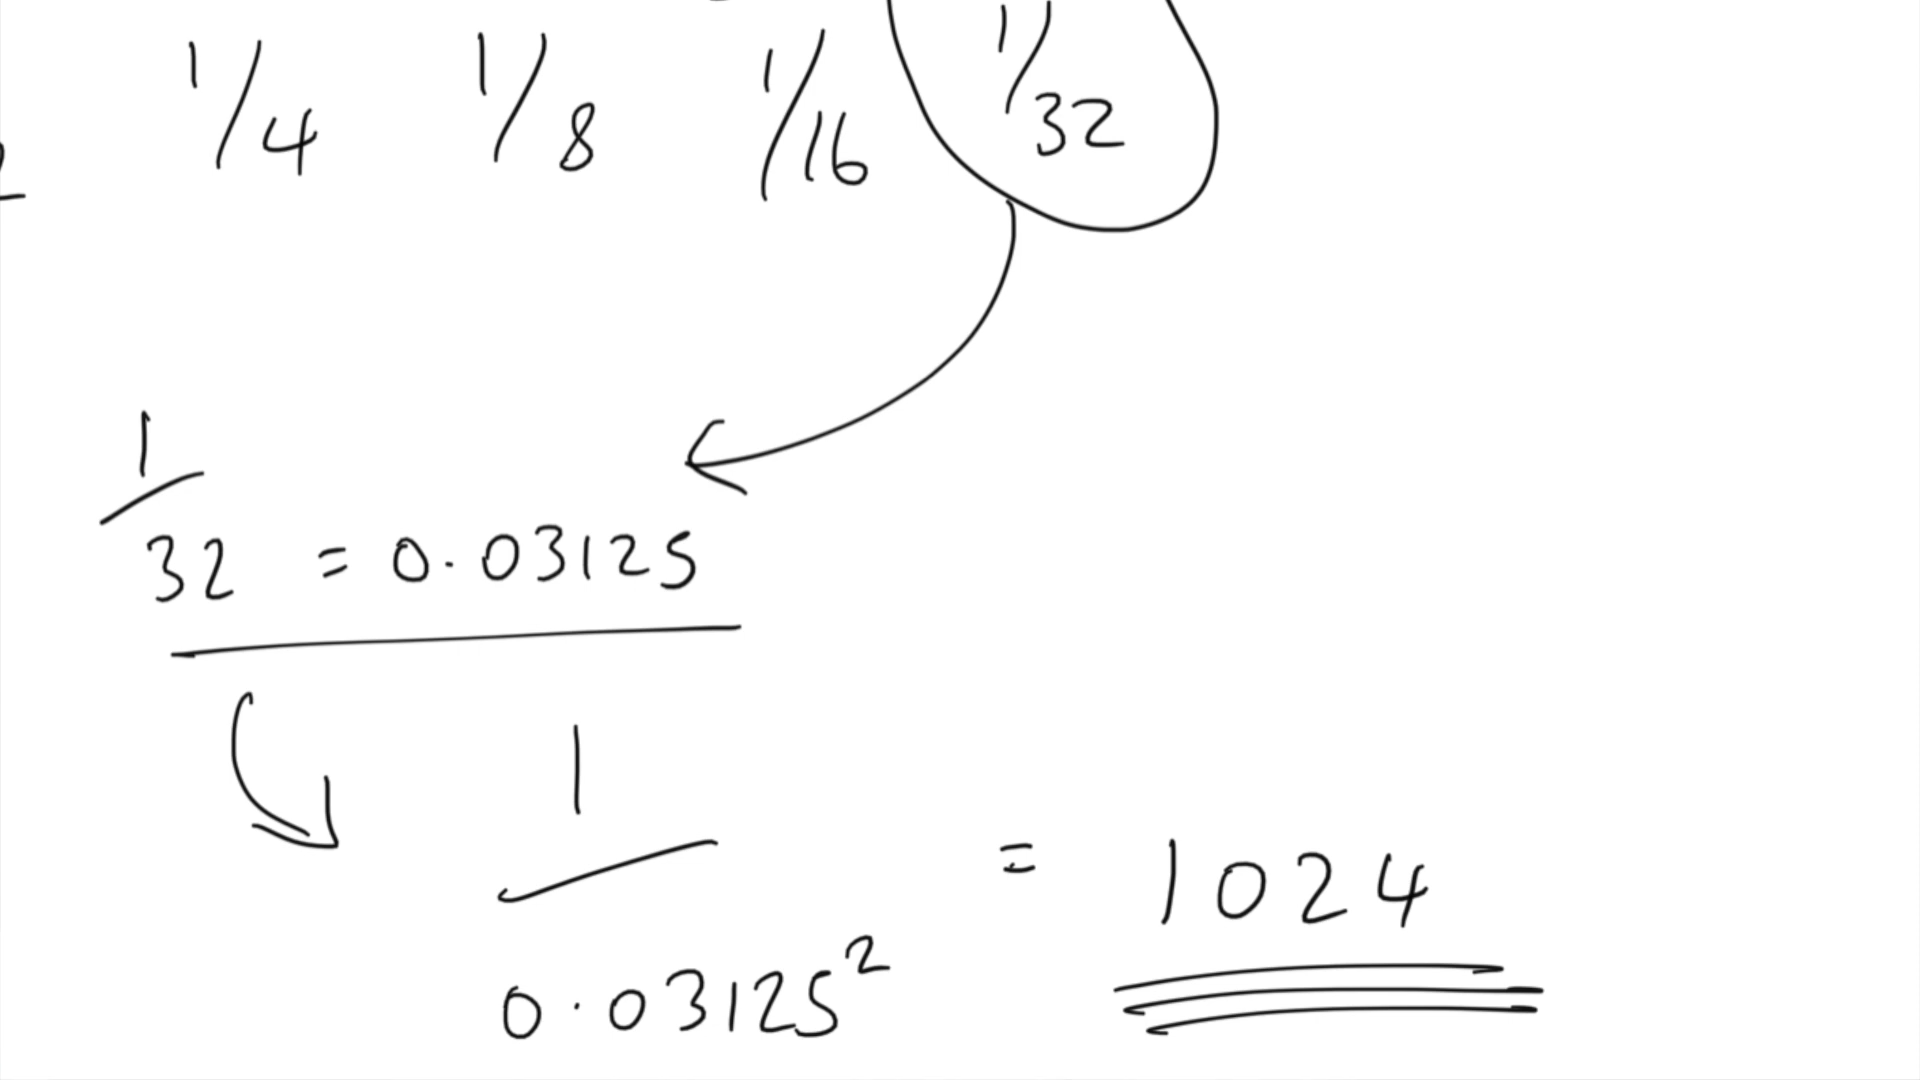 1/4 1/8 1/16 1/32
1/32 = 0.03125
1/0.03125² = 1024